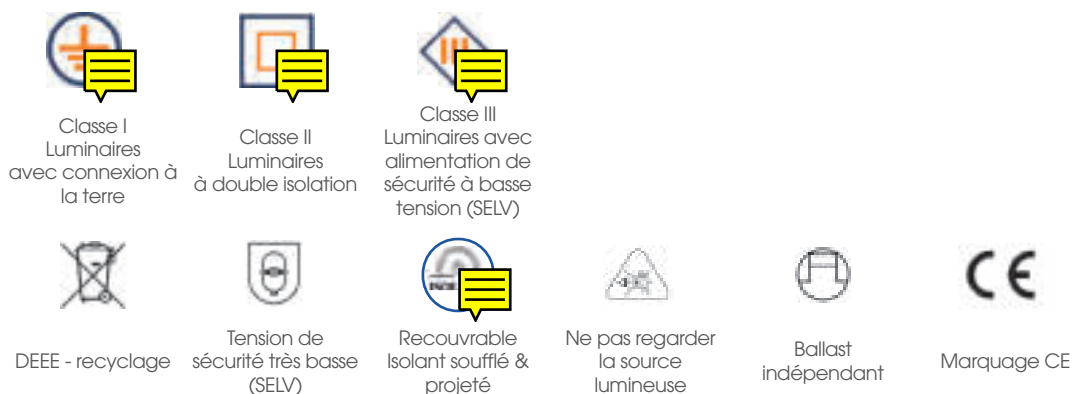 Classe I
Luminaires
avec connexion à
la terre
Classe II
Luminaires
à double isolation
Classe III
Luminaires avec
alimentation de
sécurité à basse
tension (SELV)
DEEE - recyclage
Tension de
sécurité très basse
(SELV)
Recouvrable
Isolant soufflé &
projeté
Ne pas regarder
la source
lumineuse
Ballast
indépendant
CE
Marquage CE